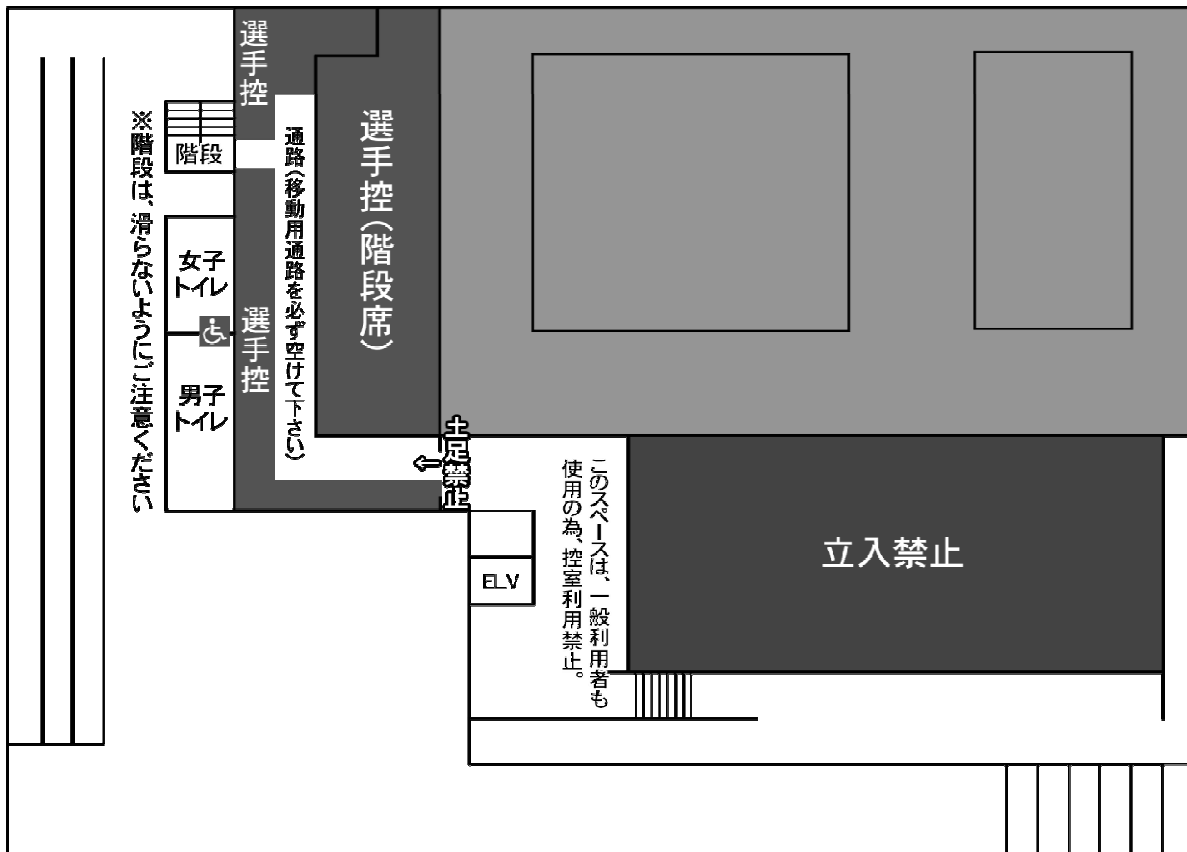 選手控
階段
※階段は、滑らないようにご注意ください
女子
トイレ
男子
トイレ
選手控
通路（移動用通路を必ず空けて下さい）
選手控（階段席）
土足禁止
⇦
ELV
このスペースは、一般利用者も
使用の為、控室利用禁止。
立入禁止